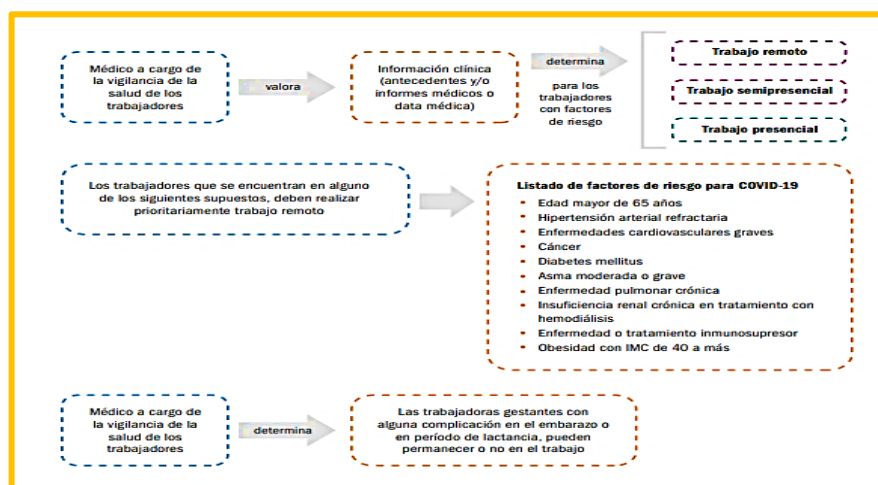 Médico a cargo de
la vigilancia de la
salud de los
trabajadores
valora
Información clínica
(antecedentes y/o
informes médicos o
data médica)
determina
para los
trabajadores
con factores
de riesgo
Trabajo remoto
Trabajo semipresencial
Trabajo presencial
Los trabajadores que se encuentran en alguno
de los siguientes supuestos, deben realizar
prioritariamente trabajo remoto
Listado de factores de riesgo para COVID-19
• Edad mayor de 65 años
• Hipertensión arterial refractaria
• Enfermedades cardiovasculares graves
• Cáncer
• Diabetes mellitus
• Asma moderada o grave
• Enfermedad pulmonar crónica
• Insuficiencia renal crónica en tratamiento con
hemodiálisis
• Enfermedad o tratamiento inmunosupresor
• Obesidad con IMC de 40 a más
Médico a cargo de
la vigilancia de la
salud de los
trabajadores
determina
Las trabajadoras gestantes con
alguna complicación en el embarazo o
en período de lactancia, pueden
permanecer o no en el trabajo